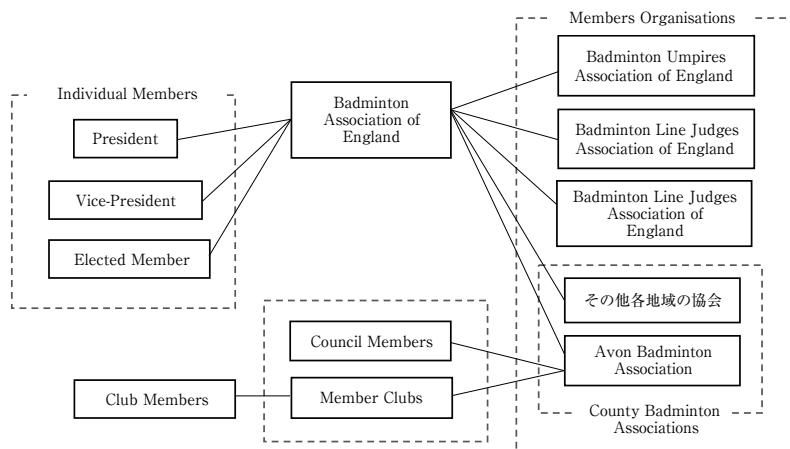 Members Organisations
Badminton Umpires
Association of England
Individual Members
Badminton
Association of
England
President
Badminton Line Judges
Association of England
Vice-President
Badminton Line Judges
Association of
England
Elected Member
その他各地域の協会
Council Members
Avon Badminton
Association
Club Members
Member Clubs
County Badminton
Associations